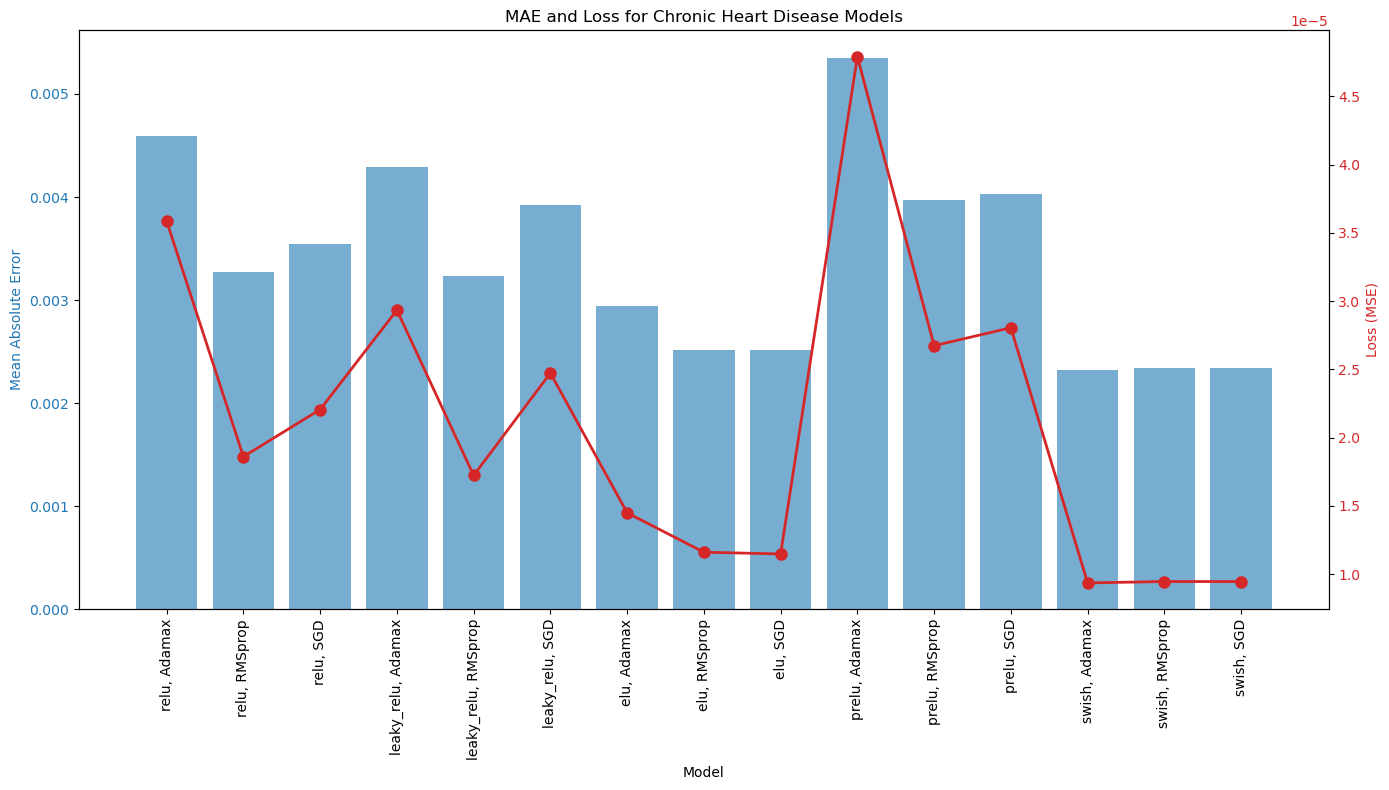 MAE and Loss for Chronic Heart Disease Models
1e−5
0.005
0.004
0.003
0.002
0.001
0.000
Mean Absolute Error
4.5
4.0
3.5
3.0
2.5
2.0
1.5
1.0
Loss (MSE)
relu, Adamax
relu, RMSprop
relu, SGD
leaky_relu, Adamax
leaky_relu, RMSprop
leaky_relu, SGD
elu, Adamax
elu, RMSprop
elu, SGD
prelu, Adamax
prelu, RMSprop
prelu, SGD
swish, Adamax
swish, RMSprop
swish, SGD
Model